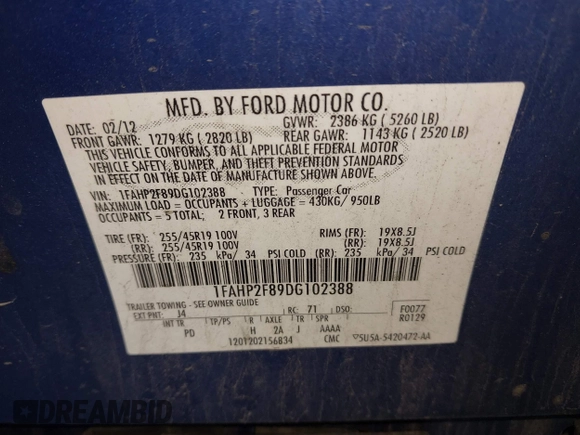 MFD. BY FORD MOTOR CO.
DATE: 02/12 GVWR: 2386 KG ( 5260 LB)
FRONT GAWR: 1279 KG ( 2820 LB) REAR GAWR: 1143 KG ( 2520 LB)
THIS VEHICLE CONFORMS TO ALL APPLICABLE FEDERAL MOTOR
VEHICLE SAFETY, BUMPER, AND THEFT PREVENTION STANDARDS
IN EFFECT ON THE DATE OF MANUFACTURE SHOWN ABOVE.
VIN: 1FAHP2F89DG102388 TYPE: Passenger Car
MAXIMUM LOAD = OCCUPANTS + LUGGAGE = 430KG/ 950LB
OCCUPANTS = 5 TOTAL; 2 FRONT, 3 REAR
TIRE (FR): 255/45R19 100V RIMS (FR): 19X8.5J
(RR): 255/45R19 100V (RR): 19X8.5J
PRESSURE (FR): 235 kPa/ 34 PSI COLD (RR): 235 kPa/ 34 PSI COLD
1FAHP2F89DG102388
TRAILER TOWING - SEE OWNER GUIDE
EXT PNT: J4 RC: 71 DSO: F0077
R0129
INT TR TP/PS R AXLE TR SPR
PD H 2A J AAAA
1201202156834 CMC 5U5A-5420472-AA
DREAMBID